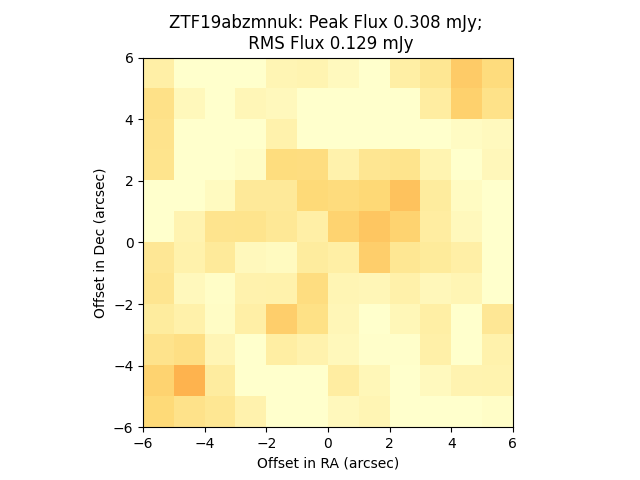 ZTF19abzmnuk: Peak Flux 0.308 mJy;
RMS Flux 0.129 mJy
6
4
2
0
−2
−4
−6
Offset in Dec (arcsec)
−6 −4 −2 0 2 4 6
Offset in RA (arcsec)